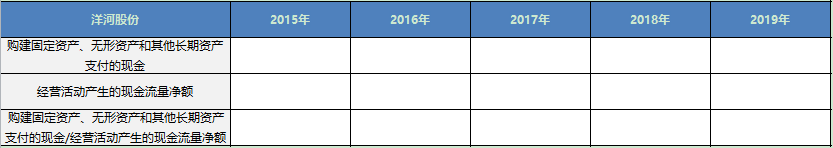 洋河股份 2015年 2016年 2017年 2018年 2019年
购建固定资产、无形资产和其他长期资产
支付的现金
经营活动产生的现金流量净额
购建固定资产、无形资产和其他长期资产
支付的现金/经营活动产生的现金流量净额